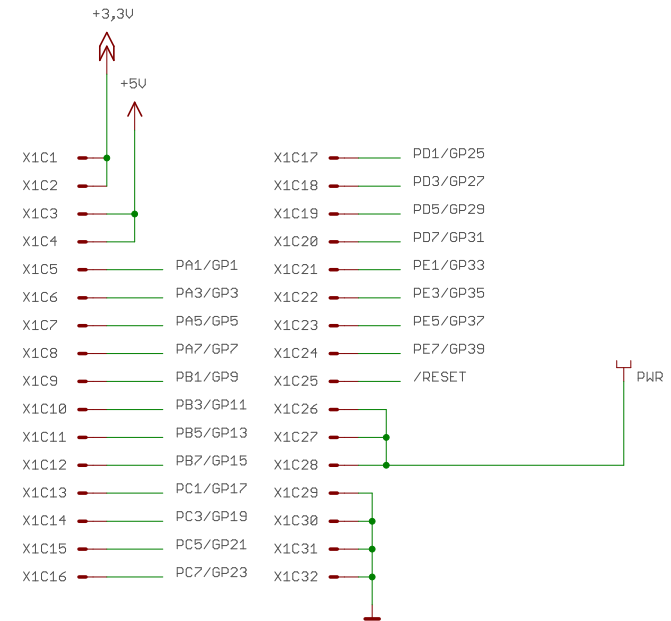 +3,3V
+5V
X1C1
X1C2
X1C3
X1C4
X1C5 PA1/GP1
X1C6 PA3/GP3
X1C7 PA5/GP5
X1C8 PA7/GP7
X1C9 PB1/GP9
X1C10 PB3/GP11
X1C11 PB5/GP13
X1C12 PB7/GP15
X1C13 PC1/GP17
X1C14 PC3/GP19
X1C15 PC5/GP21
X1C16 PC7/GP23
X1C17 PD1/GP25
X1C18 PD3/GP27
X1C19 PD5/GP29
X1C20 PD7/GP31
X1C21 PE1/GP33
X1C22 PE3/GP35
X1C23 PE5/GP37
X1C24 PE7/GP39
X1C25 /RESET
X1C26
X1C27
X1C28
X1C29
X1C30
X1C31
X1C32
PWR